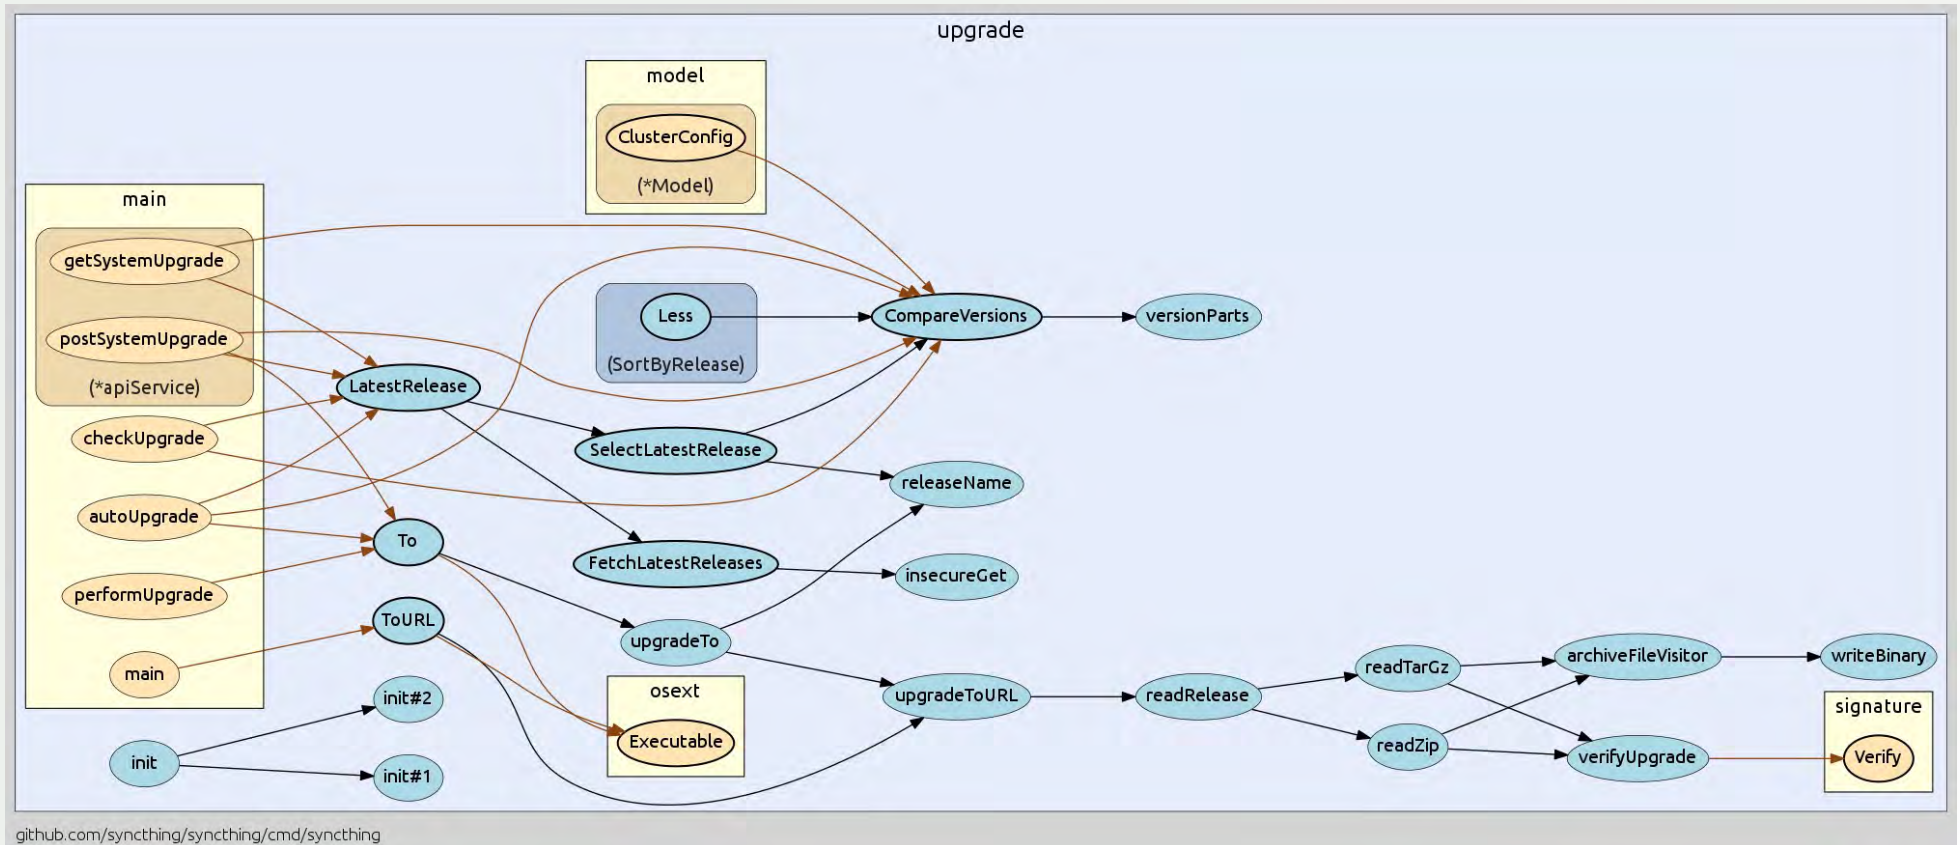 upgrade
model
ClusterConfig
(*Model)
main
getSystemUpgrade
postSystemUpgrade
(*apiService)
checkUpgrade
autoUpgrade
performUpgrade
main
init
LatestRelease
To
ToURL
init#2
init#1
Less
(SortByRelease)
SelectLatestRelease
FetchLatestReleases
upgradeTo
osext
Executable
CompareVersions
releaseName
insecureGet
upgradeToURL
versionParts
readRelease
readTarGz
readZip
archiveFileVisitor
verifyUpgrade
writeBinary
signature
Verify
github.com/syncthing/syncthing/cmd/syncthing